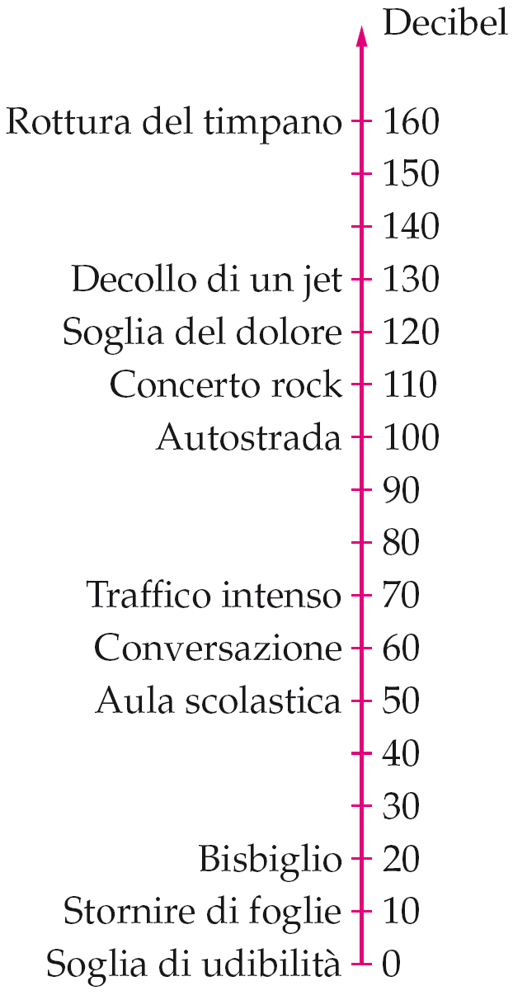 Decibel
Rottura del timpano 160
150
140
Decollo di un jet 130
Soglia del dolore 120
Concerto rock 110
Autostrada 100
90
80
Traffico intenso 70
Conversazione 60
Aula scolastica 50
40
30
Bisbiglio 20
Stornire di foglie 10
Soglia di udibilità 0